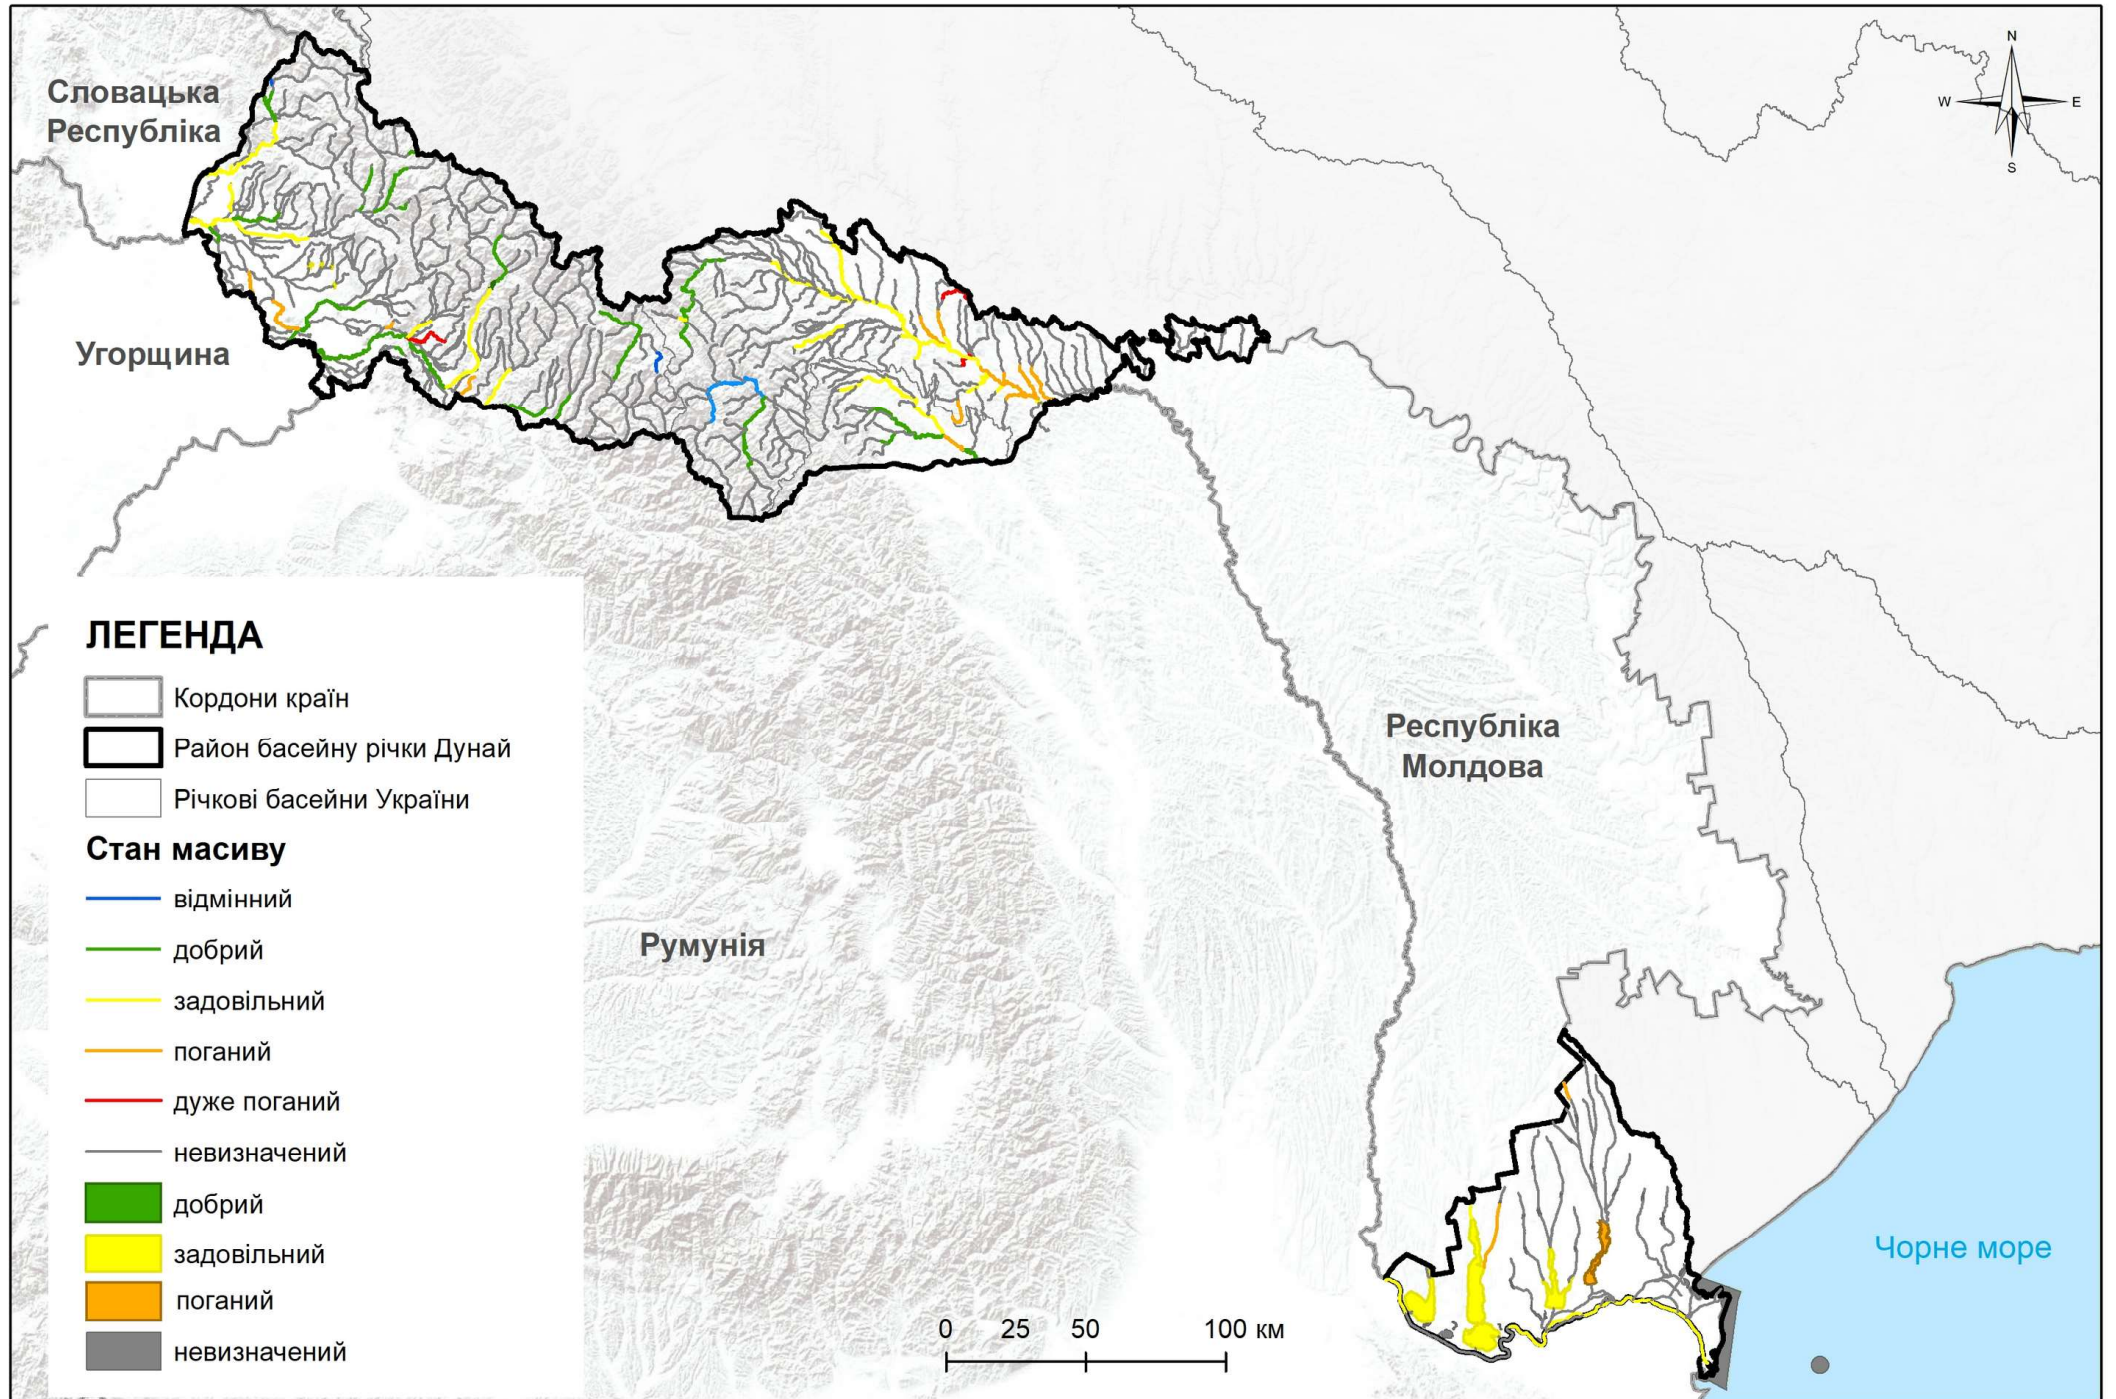 N
W
E
S
Словацька
Республіка
Угорщина
ЛЕГЕНДА
Кордони країн
Район басейну річки Дунай
Річкові басейни України
Стан масиву
відмінний
добрий
задовільний
поганий
дуже поганий
невизначений
добрий
задовільний
поганий
невизначений
Республіка
Молдова
Румунія
Чорне море
0 25 50 100 км